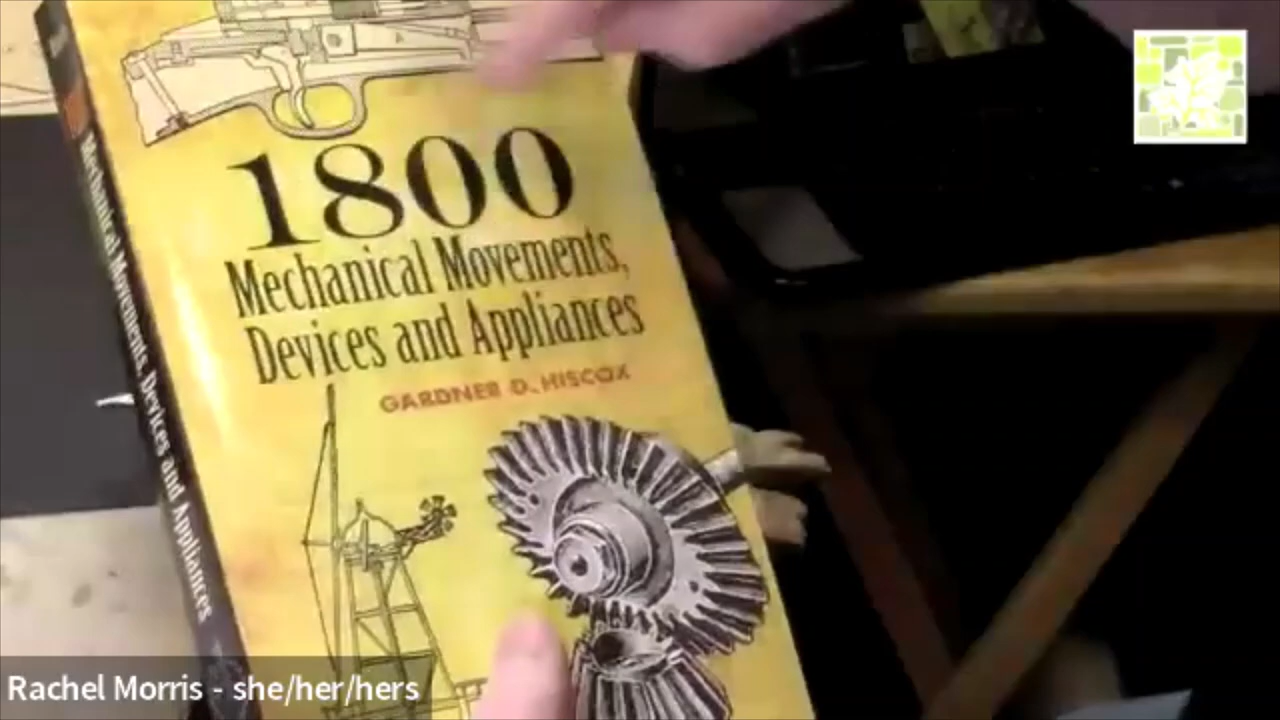 1800
Mechanical Movements,
Devices and Appliances
GARDNER D. HISCOX
Mechanical Movements, Devices and Appliances
Rachel Morris - she/her/hers